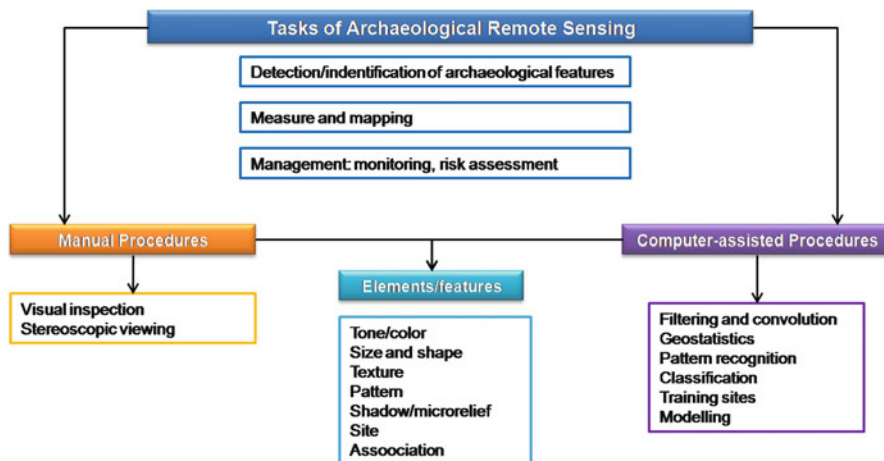 Tasks of Archaeological Remote Sensing
Detection/indentification of archaeological features
Measure and mapping
Management: monitoring, risk assessment
Manual Procedures
Computer-assisted Procedures
Elements/features
Visual inspection
Stereoscopic viewing
Tone/color
Size and shape
Texture
Pattern
Shadow/microrelief
Site
Assoociation
Filtering and convolution
Geostatistics
Pattern recognition
Classification
Training sites
Modelling